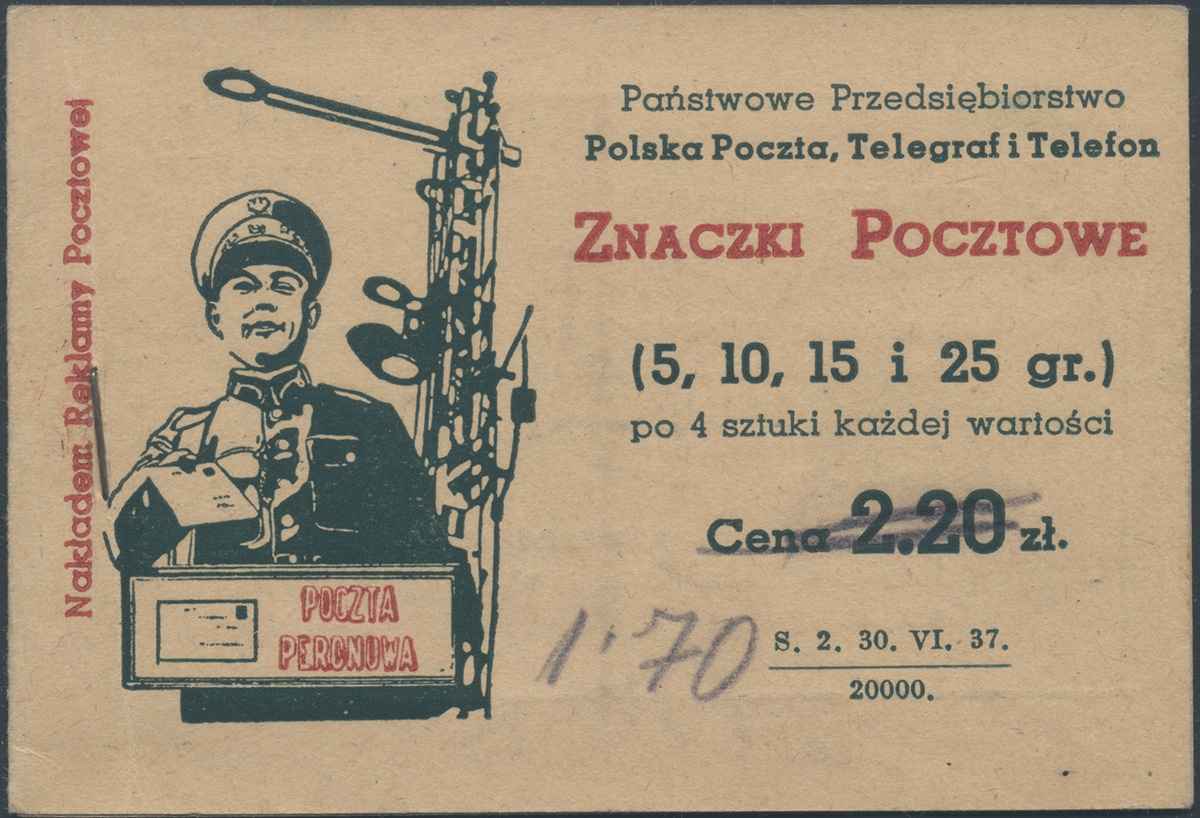 Nakładem Reklamy Pocztowej
Państwowe Przedsiębiorstwo
Polska Poczta, Telegraf i Telefon
ZNACZKI POCZTOWE
(5, 10, 15 i 25 gr.)
po 4 sztuki każdej wartości
Cena 2.20 zł.
1·70
S. 2. 30. VI. 37.
20000.
POCZTA
PERONOWA